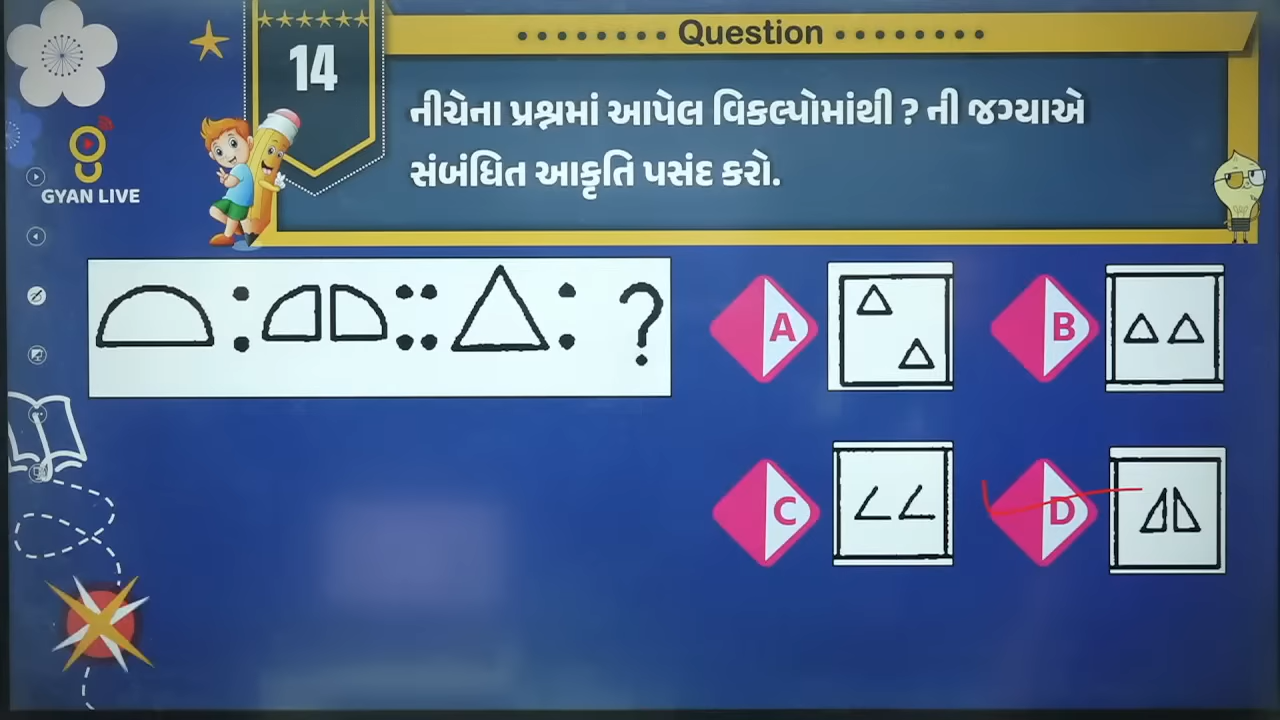 14
Question
નીચેના પ્રશ્નમાં આપેલ વિકલ્પોમાંથી ? ની જગ્યાએ
સંબંધિત આકૃતિ પસંદ કરો.
GYAN LIVE
: :: : ?
A
B
C
D